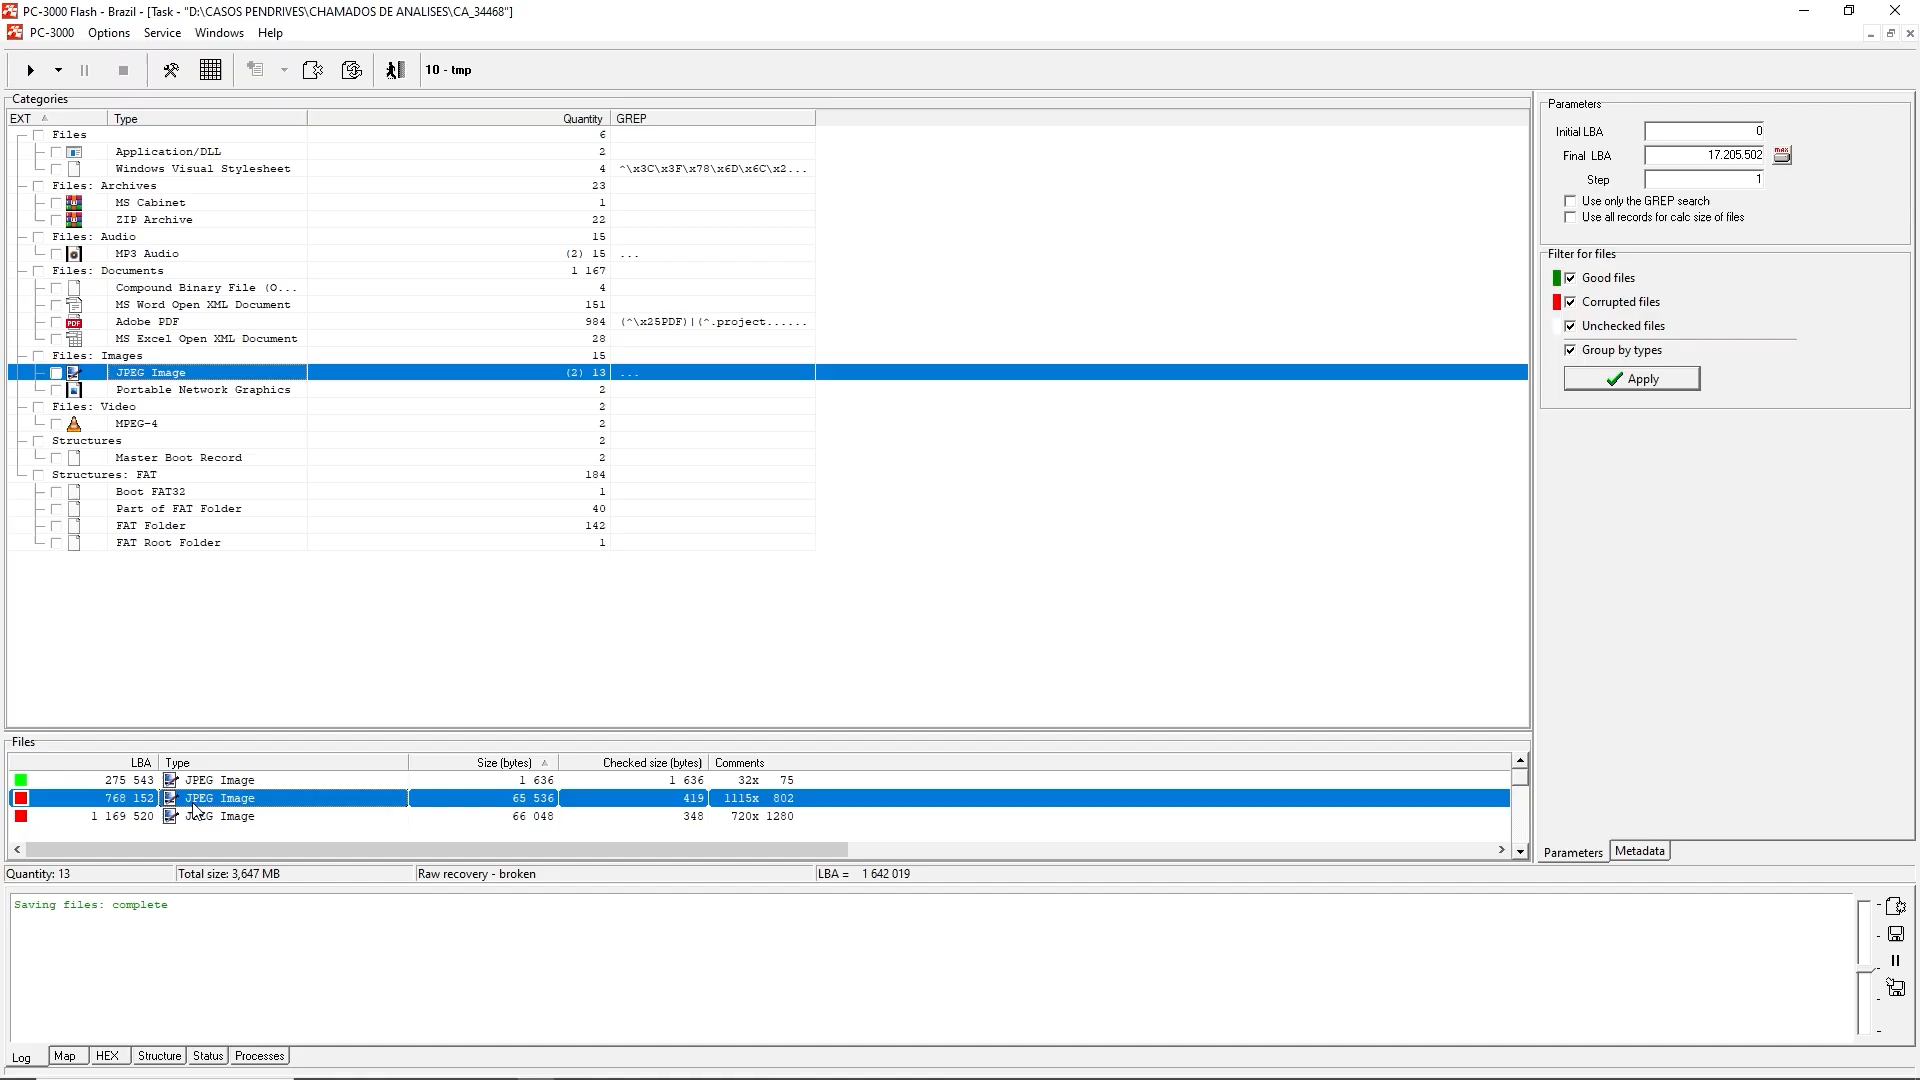 PC-3000 Flash - Brazil - [Task - "D:\CASOS PENDRIVES\CHAMADOS DE ANALISES\CA_34468"]
PC-3000 Options Service Windows Help
10 - tmp
Categories
EXT Type Quantity GREP
Files 6
Application/DLL 2
Windows Visual Stylesheet 4 ^\x3C\x3F\x78\x6D\x6C\x2...
Files: Archives 23
MS Cabinet 1
ZIP Archive 22
Files: Audio 15
MP3 Audio (2) 15 ...
Files: Documents 1 167
Compound Binary File (O... 4
MS Word Open XML Document 151
Adobe PDF 984 (^\x25PDF)|(^.project......
MS Excel Open XML Document 28
Files: Images 15
JPEG Image (2) 13 ...
Portable Network Graphics 2
Files: Video 2
MPEG-4 2
Structures 2
Master Boot Record 2
Structures: FAT 184
Boot FAT32 1
Part of FAT Folder 40
FAT Folder 142
FAT Root Folder 1
Parameters
Initial LBA 0
Final LBA 17.205.502 max
Step 1
Use only the GREP search
Use all records for calc size of files
Filter for files
Good files
Corrupted files
Unchecked files
Group by types
Apply
Parameters Metadata
Files
LBA Type Size (bytes) Checked size (bytes) Comments
275 543 JPEG Image 1 636 1 636 32x 75
768 152 JPEG Image 65 536 419 1115x 802
1 169 520 JPEG Image 66 048 348 720x 1280
Quantity: 13 Total size: 3,647 MB Raw recovery - broken LBA = 1 642 019
Saving files: complete
Log Map HEX Structure Status Processes